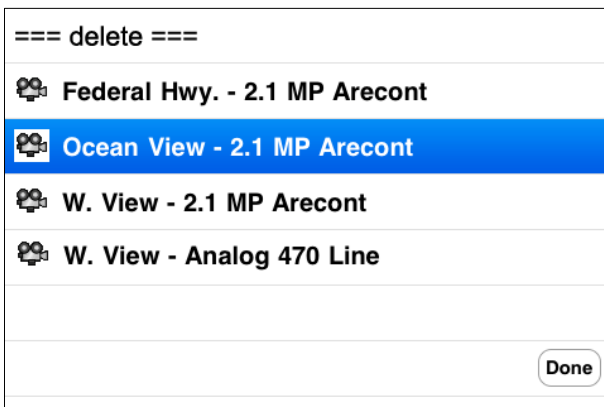 === delete ===
Federal Hwy. - 2.1 MP Arecont
Ocean View - 2.1 MP Arecont
W. View - 2.1 MP Arecont
W. View - Analog 470 Line
Done